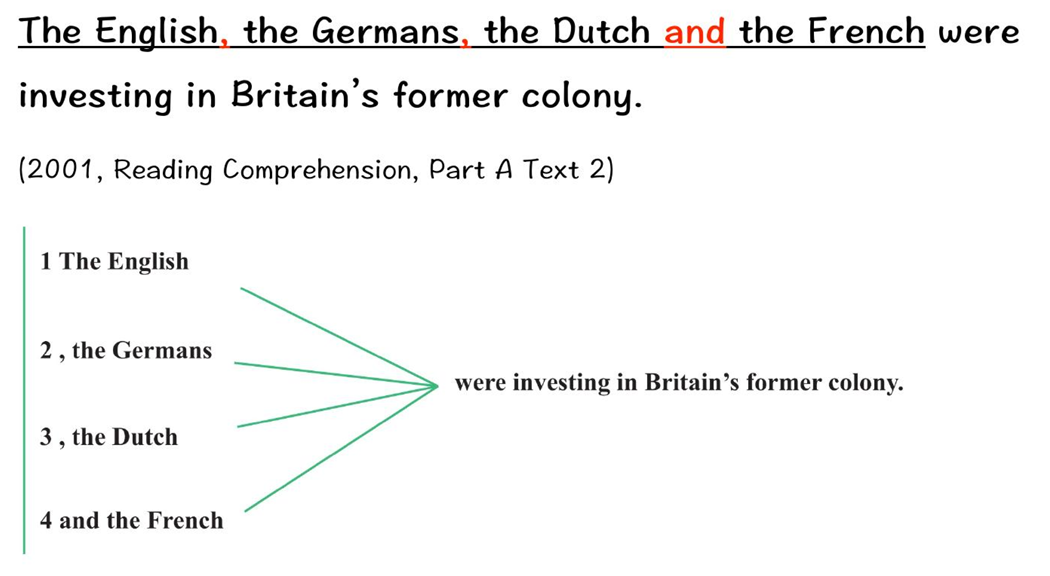 The English, the Germans, the Dutch and the French were
investing in Britain’s former colony.
(2001, Reading Comprehension, Part A Text 2)
1 The English
2 , the Germans
were investing in Britain’s former colony.
3 , the Dutch
4 and the French